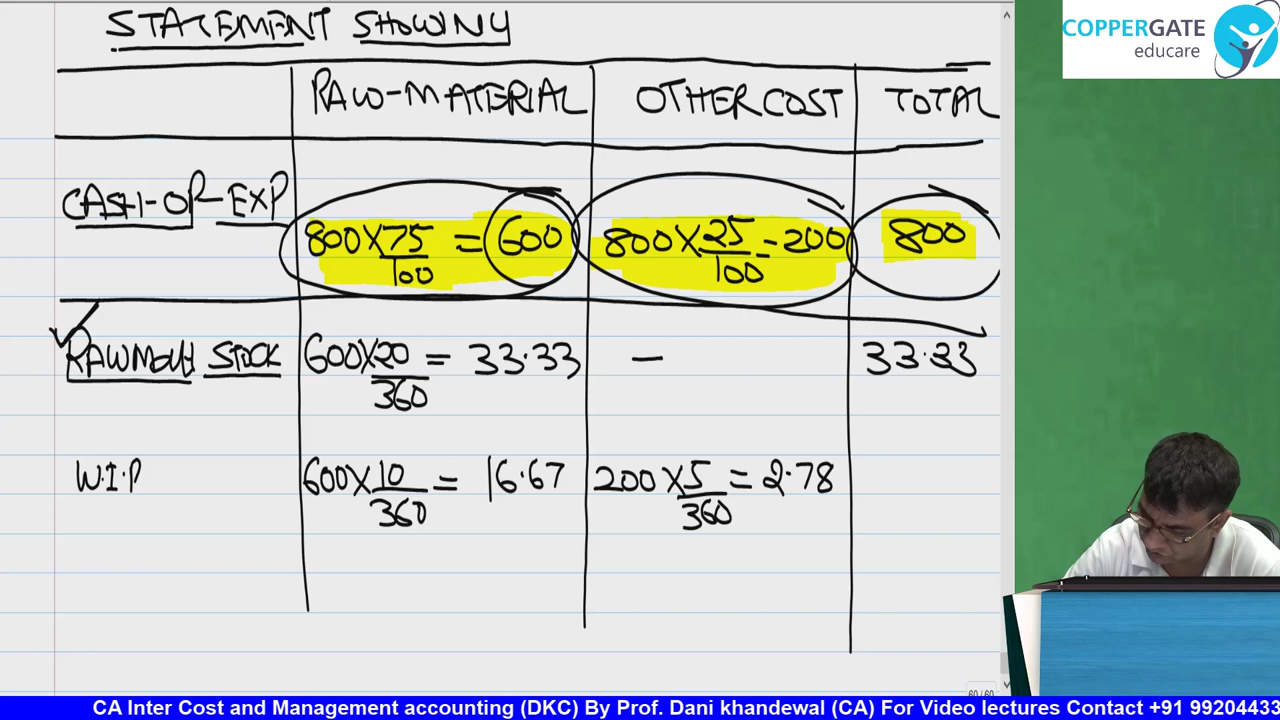 STATEMENT SHOWING
COPPERGATE
educare
RAW-MATERIAL OTHER COST TOTAL
CASH-OP-EXP 800×75/100 = 600 800×25/100 = 200 800
STOCK 600×20/360 = 33.33 — 33.33
W.I.P 600×10/360 = 16.67 200×5/360 = 2.78
60/60
CA Inter Cost and Management accounting (DKC) By Prof. Dani khandewal (CA) For Video lectures Contact +91 99204433